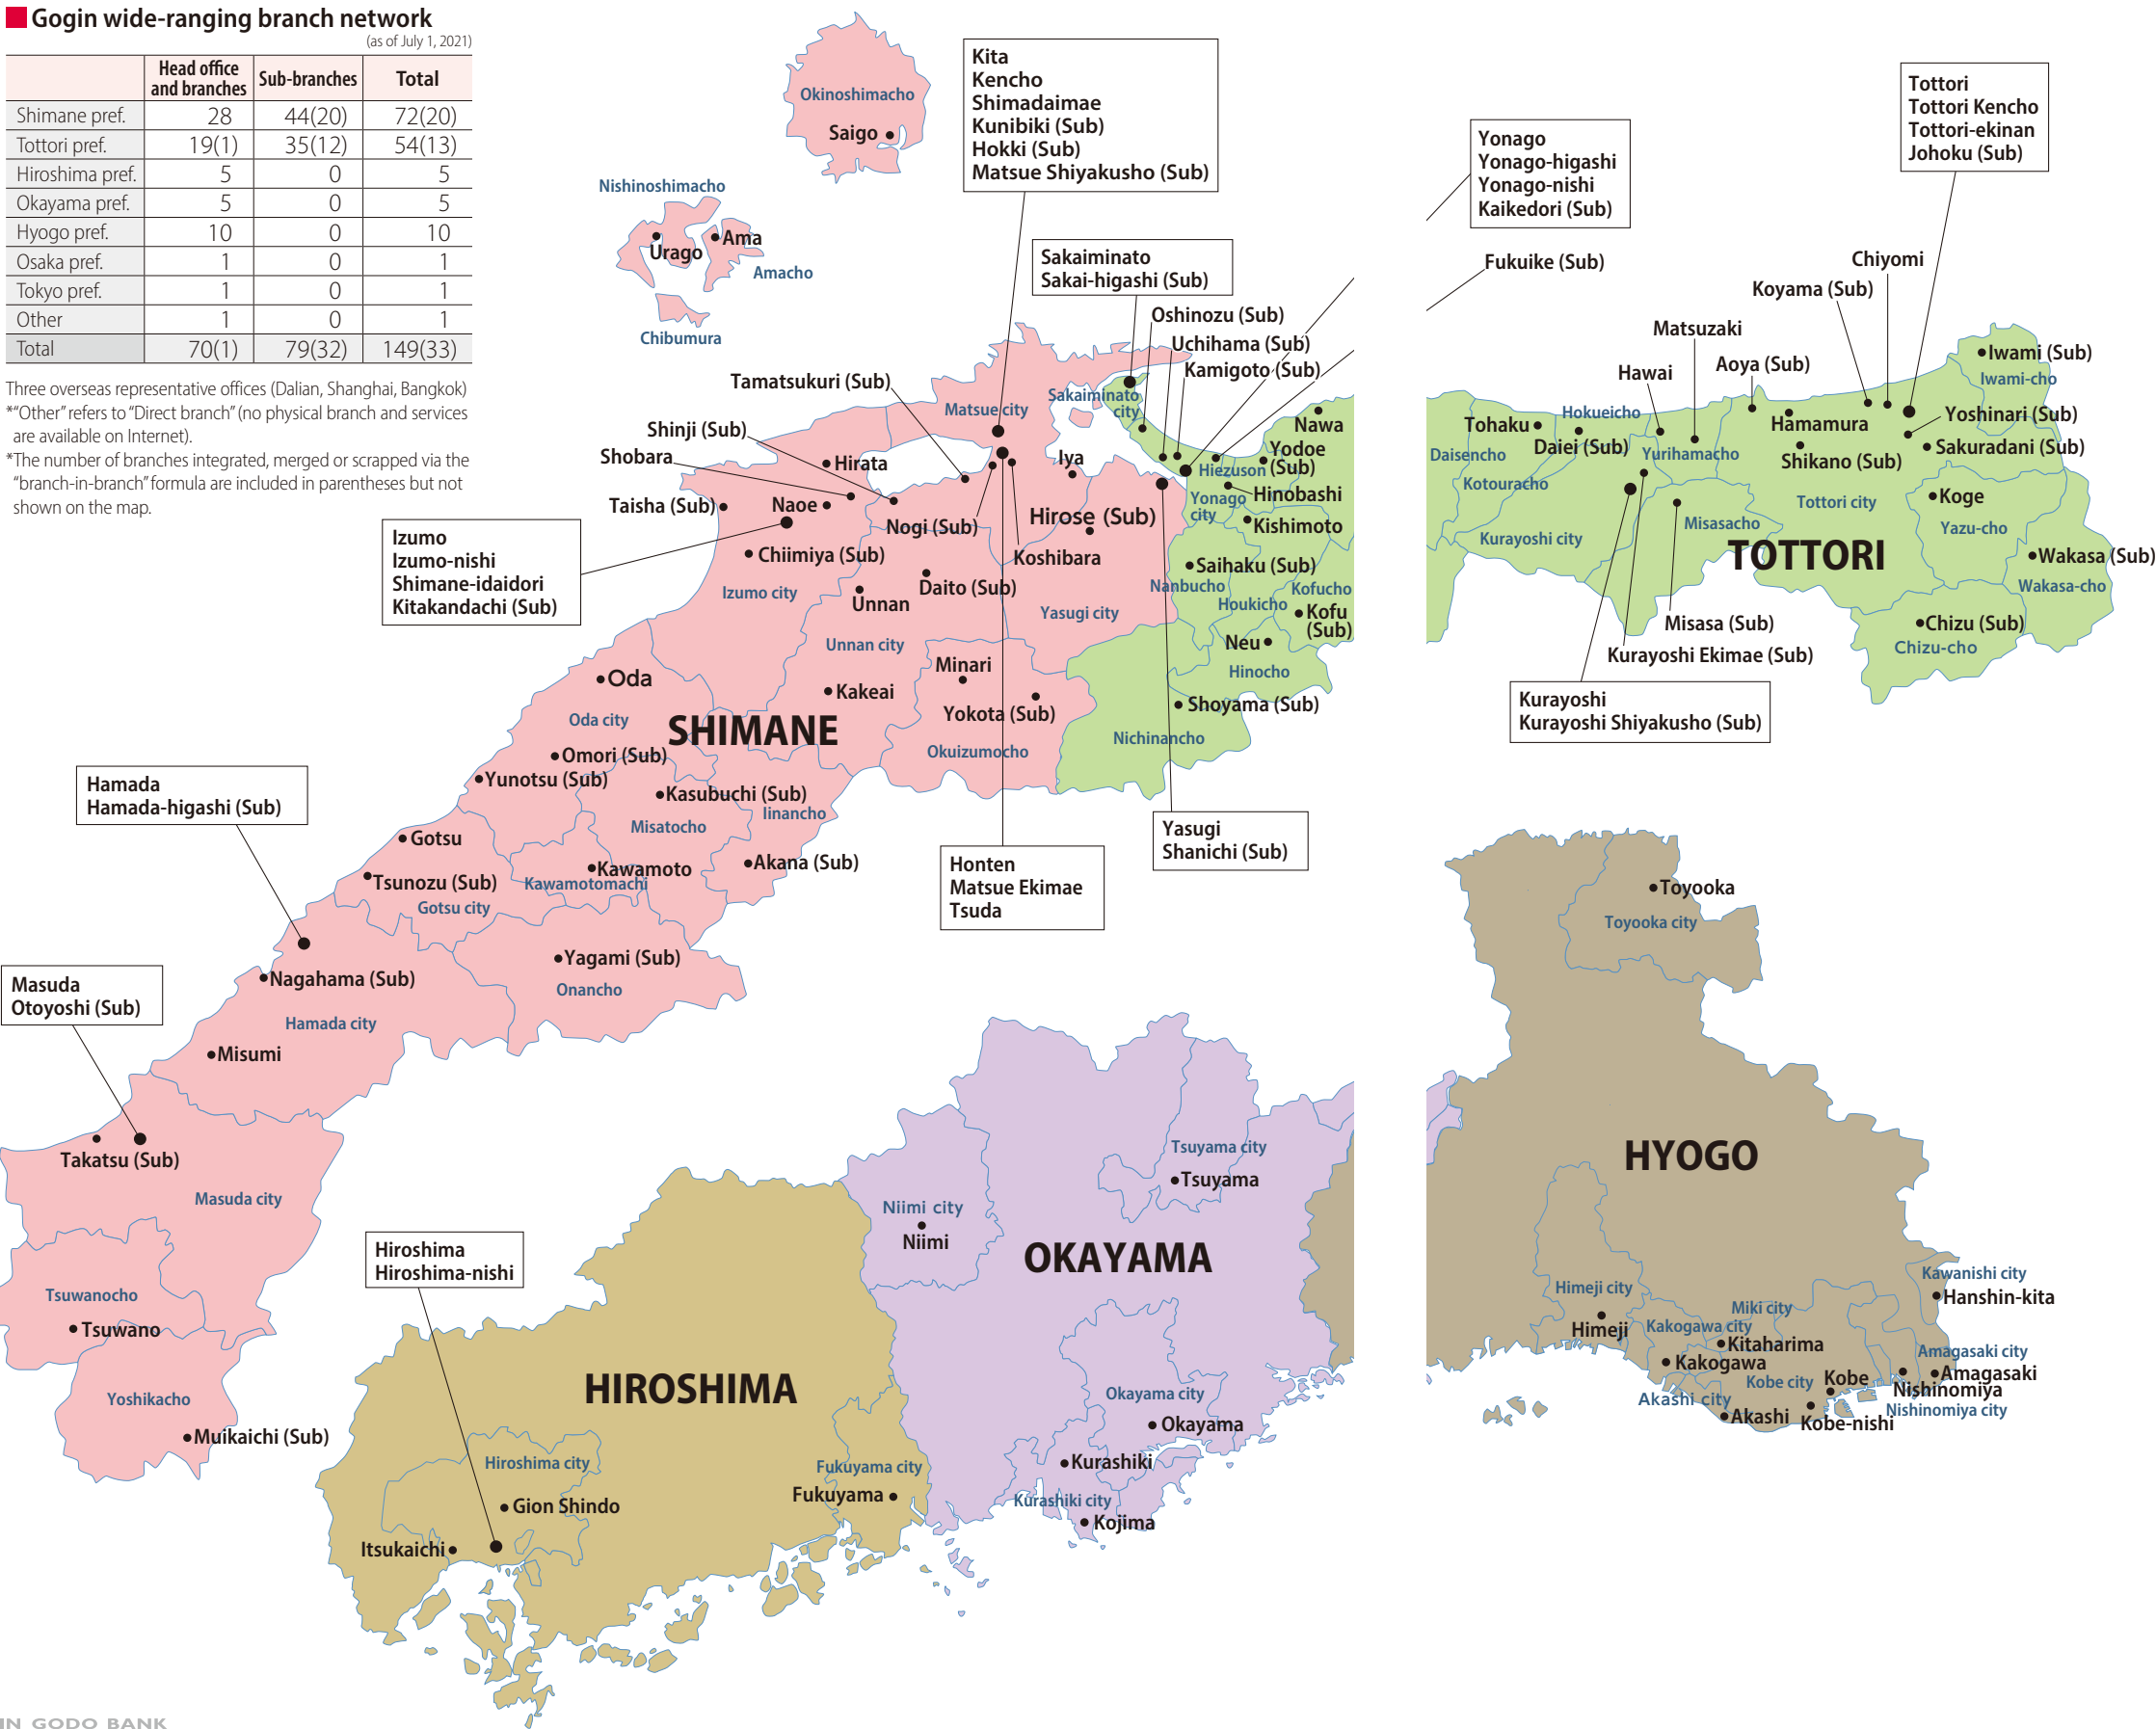 Gogin wide-ranging branch network
(as of July 1, 2021)
Head office and branches Sub-branches Total
Shimane pref. 28 44(20) 72(20)
Tottori pref. 19(1) 35(12) 54(13)
Hiroshima pref. 5 0 5
Okayama pref. 5 0 5
Hyogo pref. 10 0 10
Osaka pref. 1 0 1
Tokyo pref. 1 0 1
Other 1 0 1
Total 70(1) 79(32) 149(33)
Three overseas representative offices (Dalian, Shanghai, Bangkok)
*“Other” refers to “Direct branch” (no physical branch and services
are available on Internet).
*The number of branches integrated, merged or scrapped via the
“branch-in-branch” formula are included in parentheses but not
shown on the map.
Okinoshimacho
Saigo
Nishinoshimacho
Urago
Ama
Amacho
Chibumura
Kita
Kencho
Shimadaimae
Kunibiki (Sub)
Hokki (Sub)
Matsue Shiyakusho (Sub)
Sakaiminato
Sakai-higashi (Sub)
Oshinozu (Sub)
Uchihama (Sub)
Kamigoto (Sub)
Tamatsukuri (Sub)
Shinji (Sub)
Shobara
Matsue city
Sakaiminato
city
Hirata
Iya
Taisha (Sub)
Naoe
Nogi (Sub)
Hirose (Sub)
Koshibara
Izumo
Izumo-nishi
Shimane-idaidori
Kitakandachi (Sub)
Chiimiya (Sub)
Izumo city
Unnan
Daito (Sub)
Yasugi city
Unnan city
Minari
Kakeai
Yokota (Sub)
Okuizumocho
Oda
Oda city
SHIMANE
Omori (Sub)
Yunotsu (Sub)
Kasubuchi (Sub)
Iinancho
Misatocho
Gotsu
Akana (Sub)
Kawamoto
Kawamotomachi
Tsunozu (Sub)
Gotsu city
Hamada
Hamada-higashi (Sub)
Yagami (Sub)
Onancho
Nagahama (Sub)
Hamada city
Misumi
Masuda
Otoyoshi (Sub)
Takatsu (Sub)
Masuda city
Tsuwanocho
Tsuwano
Yoshikacho
Muikaichi (Sub)
Honten
Matsue Ekimae
Tsuda
Yasugi
Shanichi (Sub)
Nawa
Yodoe
(Sub)
Hiezuson
Hinobashi
Yonago
city
Kishimoto
Saihaku (Sub)
Nanbucho
Houkicho
Kofucho
Kofu
(Sub)
Neu
Hinocho
Shoyama (Sub)
Nichinancho
Yonago
Yonago-higashi
Yonago-nishi
Kaikedori (Sub)
Fukuike (Sub)
Tottori
Tottori Kencho
Tottori-ekinan
Johoku (Sub)
Chiyomi
Koyama (Sub)
Matsuzaki
Aoya (Sub)
Hawai
Iwami (Sub)
Iwami-cho
Hokueicho
Tohaku
Daiei (Sub)
Hamamura
Yoshinari (Sub)
Sakuradani (Sub)
Daisencho
Yurihamacho
Shikano (Sub)
Kotouracho
Tottori city
Koge
Misasacho
Yazu-cho
Kurayoshi city
TOTTORI
Wakasa (Sub)
Wakasa-cho
Misasa (Sub)
Chizu (Sub)
Chizu-cho
Kurayoshi Ekimae (Sub)
Kurayoshi
Kurayoshi Shiyakusho (Sub)
Toyooka
Toyooka city
HYOGO
Himeji city
Himeji
Kawanishi city
Hanshin-kita
Miki city
Kakogawa city
Kitaharima
Kakogawa
Amagasaki city
Amagasaki
Kobe city
Kobe
Nishinomiya
Nishinomiya city
Akashi city
Akashi
Kobe-nishi
Tsuyama city
Tsuyama
Niimi city
Niimi
OKAYAMA
Okayama city
Okayama
Kurashiki
Kurashiki city
Kojima
Hiroshima
Hiroshima-nishi
HIROSHIMA
Hiroshima city
Gion Shindo
Itsukaichi
Fukuyama city
Fukuyama
IN GODO BANK